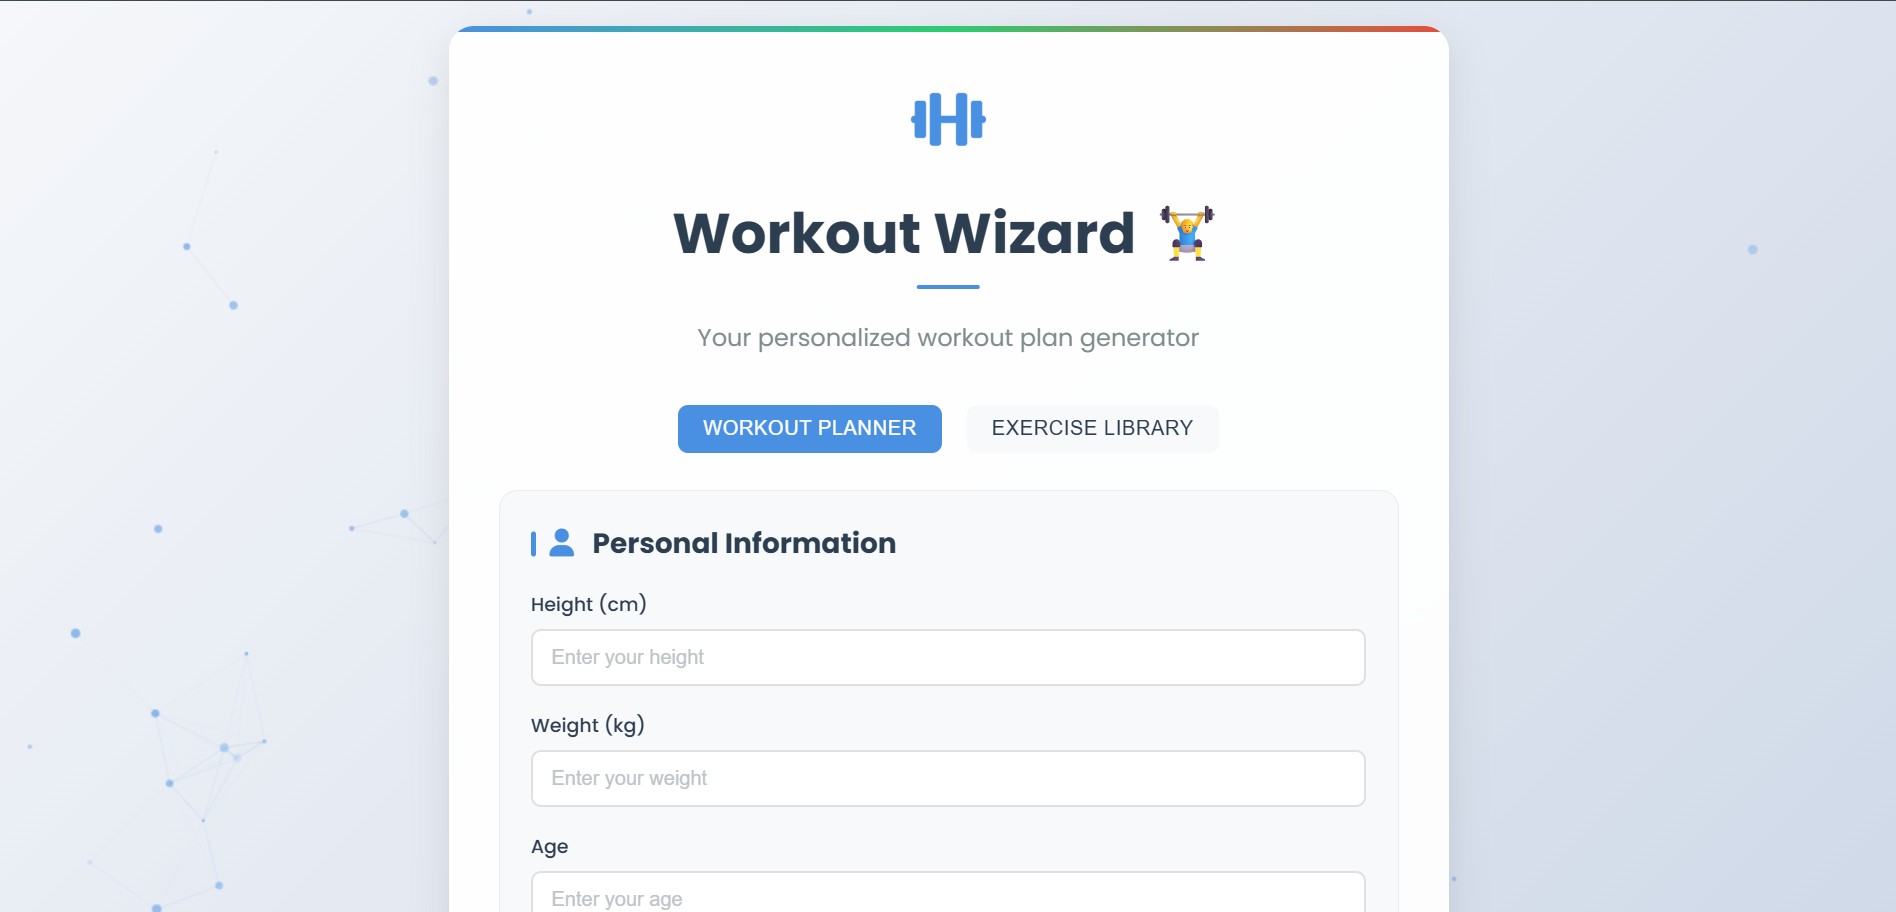 Workout Wizard 🏋️
Your personalized workout plan generator
WORKOUT PLANNER EXERCISE LIBRARY
Personal Information
Height (cm)
Enter your height
Weight (kg)
Enter your weight
Age
Enter your age